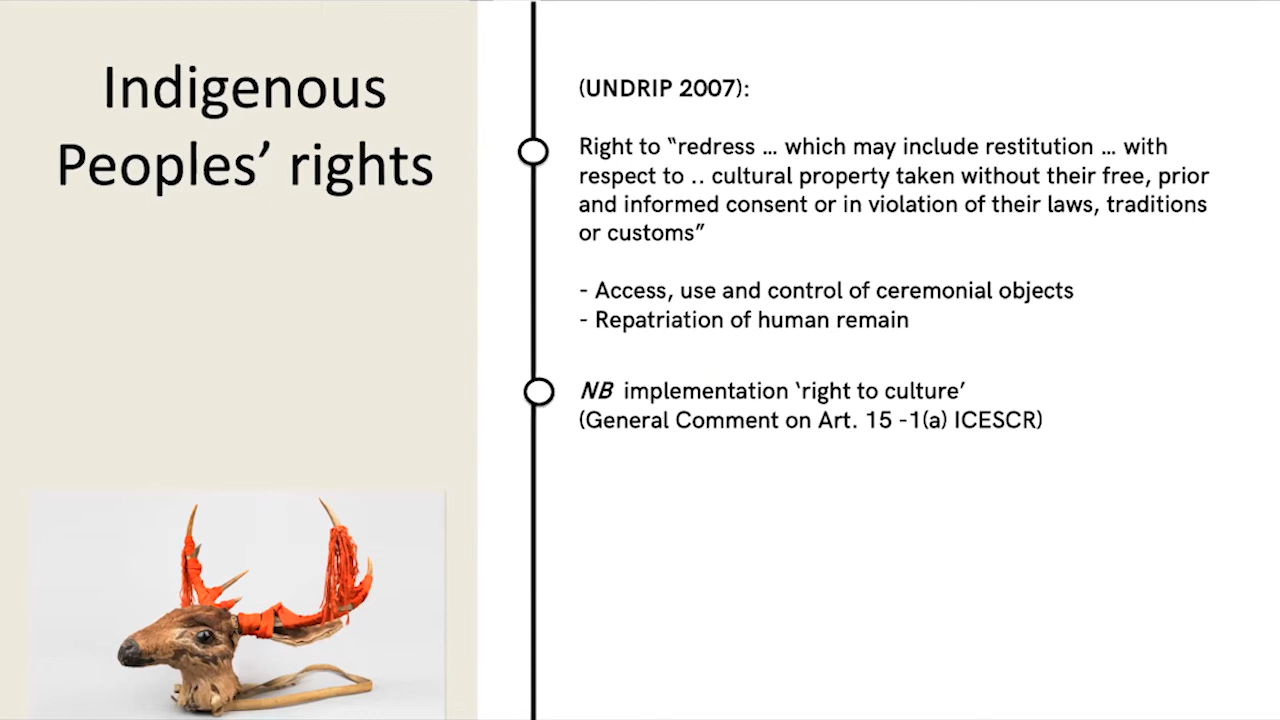 Indigenous
Peoples’ rights
(UNDRIP 2007):
Right to “redress … which may include restitution … with
respect to .. cultural property taken without their free, prior
and informed consent or in violation of their laws, traditions
or customs”
- Access, use and control of ceremonial objects
- Repatriation of human remain
NB implementation ‘right to culture’
(General Comment on Art. 15 -1(a) ICESCR)